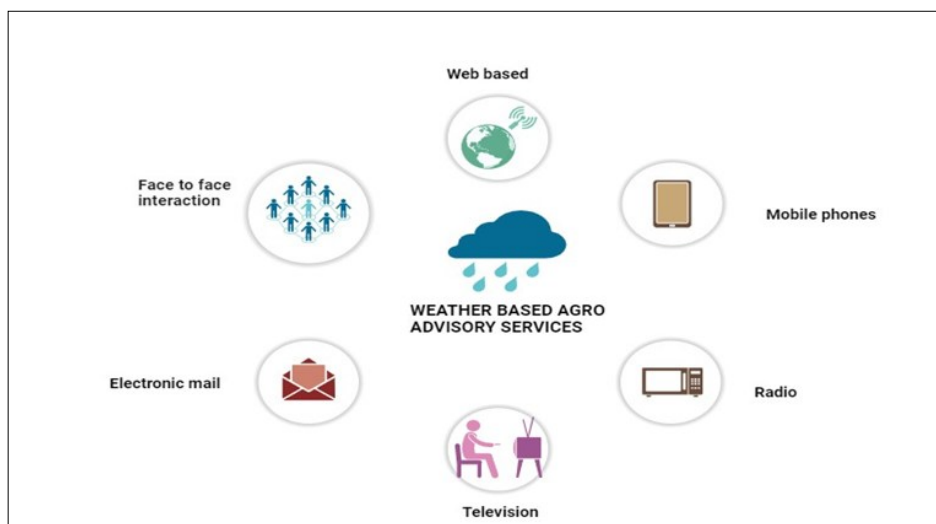 Web based
Face to face
interaction
Mobile phones
WEATHER BASED AGRO
ADVISORY SERVICES
Electronic mail
Radio
Television